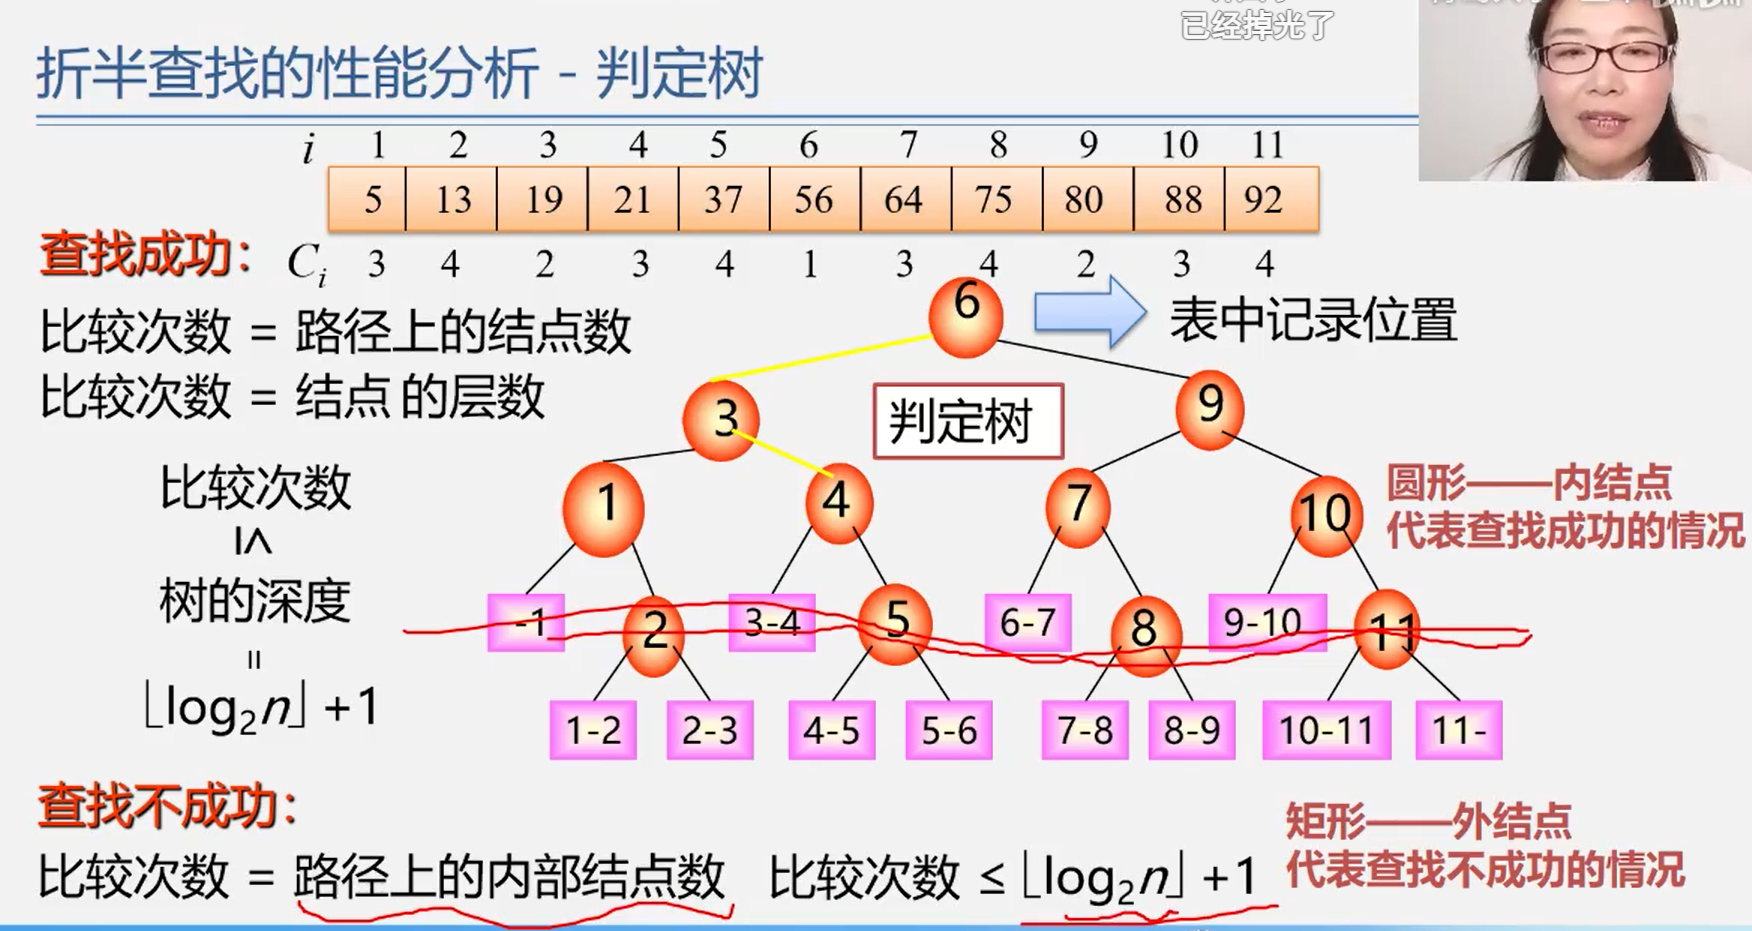 已经掉光了
折半查找的性能分析 - 判定树
i 1 2 3 4 5 6 7 8 9 10 11
5 13 19 21 37 56 64 75 80 88 92
查找成功: Ci 3 4 2 3 4 1 3 4 2 3 4
比较次数 = 路径上的结点数
6
表中记录位置
比较次数 = 结点 的层数
3
判定树
9
比较次数
≤
树的深度
=
⌊log₂n⌋ +1
1 4 7 10
圆形——内结点
代表查找成功的情况
-1 2 3-4 5 6-7 8 9-10 11
1-2 2-3 4-5 5-6 7-8 8-9 10-11 11-
查找不成功:
比较次数 = 路径上的内部结点数 比较次数 ≤ ⌊log₂n⌋ +1
矩形——外结点
代表查找不成功的情况